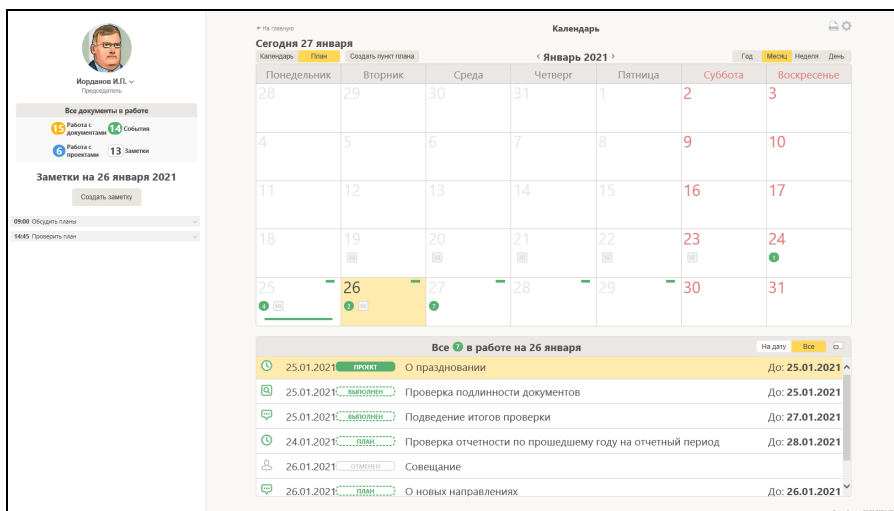 Иорданов И.П.
Председатель
Все документы в работе
15 Работа с документами 14 События
6 Работа с проектами 13 Заметки
Заметки на 26 января 2021
Создать заметку
09:00 Обсудить планы
14:45 Проверить план
На главную
Календарь
Сегодня 27 января
Календарь План Создать пункт плана
< Январь 2021 >
Год Месяц Неделя День
Понедельник Вторник Среда Четверг Пятница Суббота Воскресенье
28 29 30 31 1 2 3
4 5 6 7 8 9 10
11 12 13 14 15 16 17
18 19 20 21 22 23 24
1
25 26 27 28 29 30 31
4 2 7
Все 7 в работе на 26 января
На дату Все
25.01.2021 ПРОЕКТ О праздновании До: 25.01.2021
25.01.2021 ВЫПОЛНЕН Проверка подлинности документов До: 25.01.2021
25.01.2021 ВЫПОЛНЕН Подведение итогов проверки До: 27.01.2021
24.01.2021 ПЛАН Проверка отчетности по прошедшему году на отчетный период До: 28.01.2021
26.01.2021 ОТМЕНЕН Совещание
26.01.2021 ПЛАН О новых направлениях До: 26.01.2021